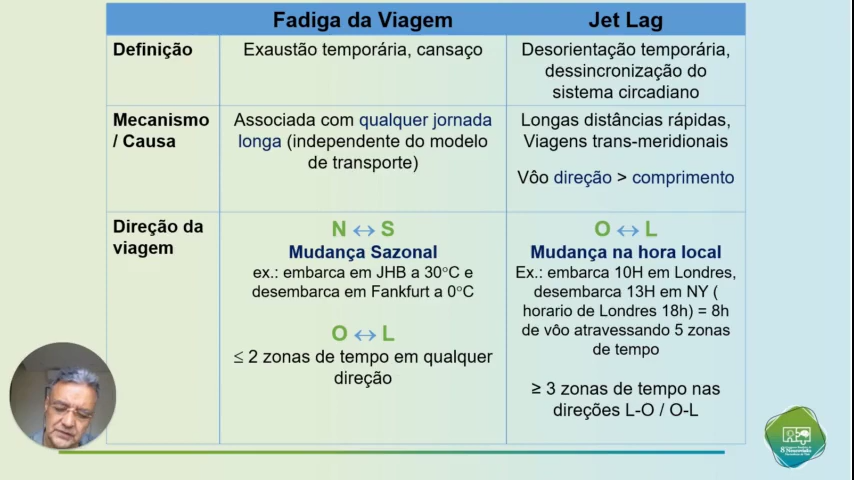 Fadiga da Viagem
Jet Lag
Definição
Exaustão temporária, cansaço
Desorientação temporária,
dessincronização do
sistema circadiano
Mecanismo
/ Causa
Associada com qualquer jornada
longa (independente do modelo
de transporte)
Longas distâncias rápidas,
Viagens trans-meridionais
Vôo direção > comprimento
Direção da
viagem
N ↔ S
Mudança Sazonal
ex.: embarca em JHB a 30°C e
desembarca em Fankfurt a 0°C
O ↔ L
≤ 2 zonas de tempo em qualquer
direção
O ↔ L
Mudança na hora local
Ex.: embarca 10H em Londres,
desembarca 13H em NY (
horario de Londres 18h) = 8h
de vôo atravessando 5 zonas
de tempo
≥ 3 zonas de tempo nas
direções L-O / O-L